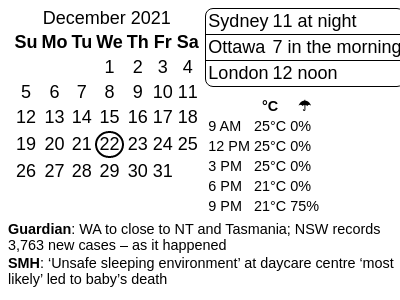 December 2021
Su Mo Tu We Th Fr Sa
1 2 3 4
5 6 7 8 9 10 11
12 13 14 15 16 17 18
19 20 21 22 23 24 25
26 27 28 29 30 31
Sydney 11 at night
Ottawa 7 in the morning
London 12 noon
°C ☂
9 AM 25°C 0%
12 PM 25°C 0%
3 PM 25°C 0%
6 PM 21°C 0%
9 PM 21°C 75%
Guardian: WA to close to NT and Tasmania; NSW records
3,763 new cases – as it happened
SMH: ‘Unsafe sleeping environment’ at daycare centre ‘most
likely’ led to baby’s death